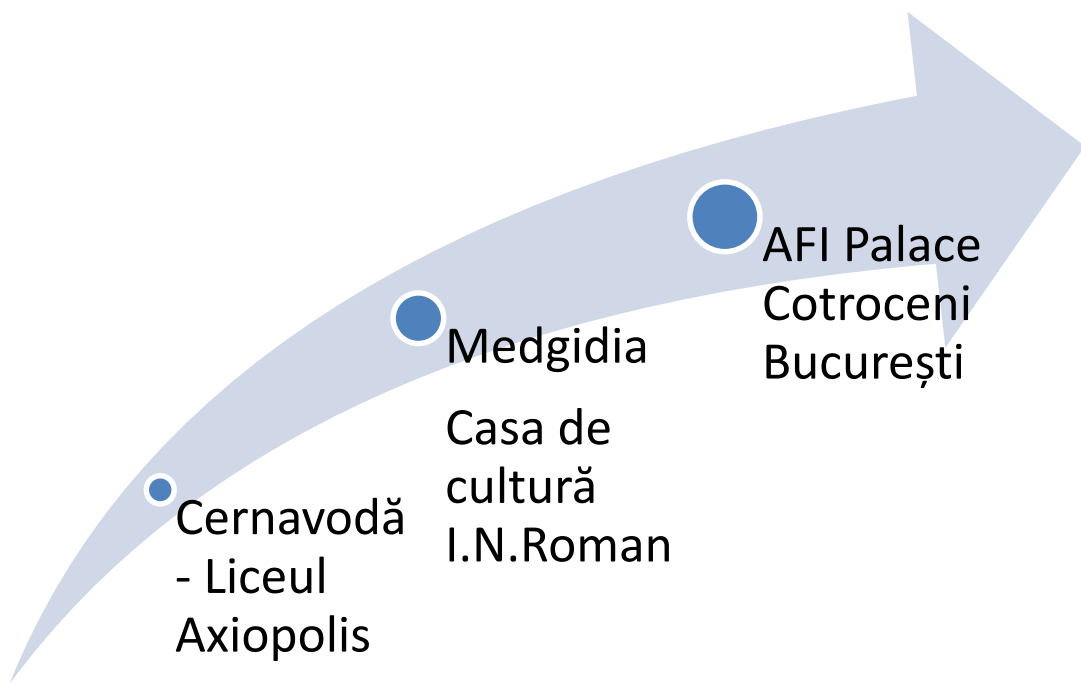 Cernavodă
- Liceul
Axiopolis
Medgidia
Casa de
cultură
I.N.Roman
AFI Palace
Cotroceni
București